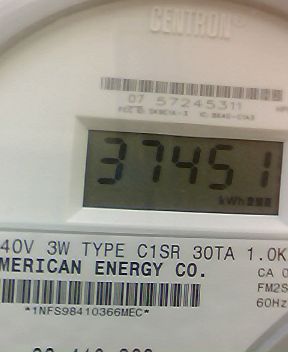 CENTRON
07 57245311
37451
kWh
40V 3W TYPE C1SR 30TA 1.0K
MERICAN ENERGY CO.
CA 0
FM2S
60Hz
*1NFS98410366MEC*